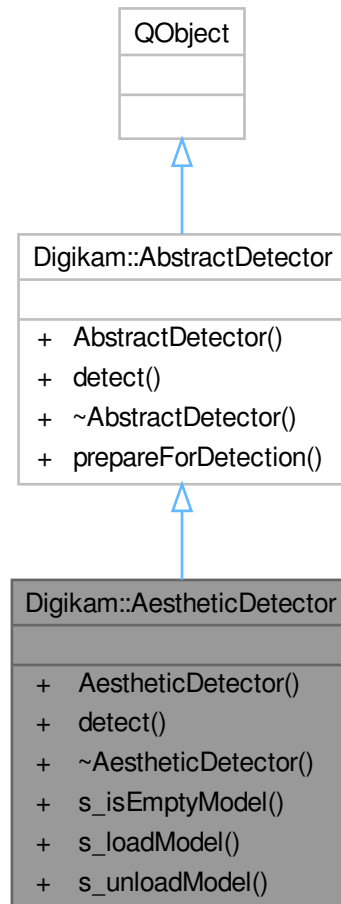 QObject
Digikam::AbstractDetector
+ AbstractDetector()
+ detect()
+ ~AbstractDetector()
+ prepareForDetection()
Digikam::AestheticDetector
+ AestheticDetector()
+ detect()
+ ~AestheticDetector()
+ s_isEmptyModel()
+ s_loadModel()
+ s_unloadModel()